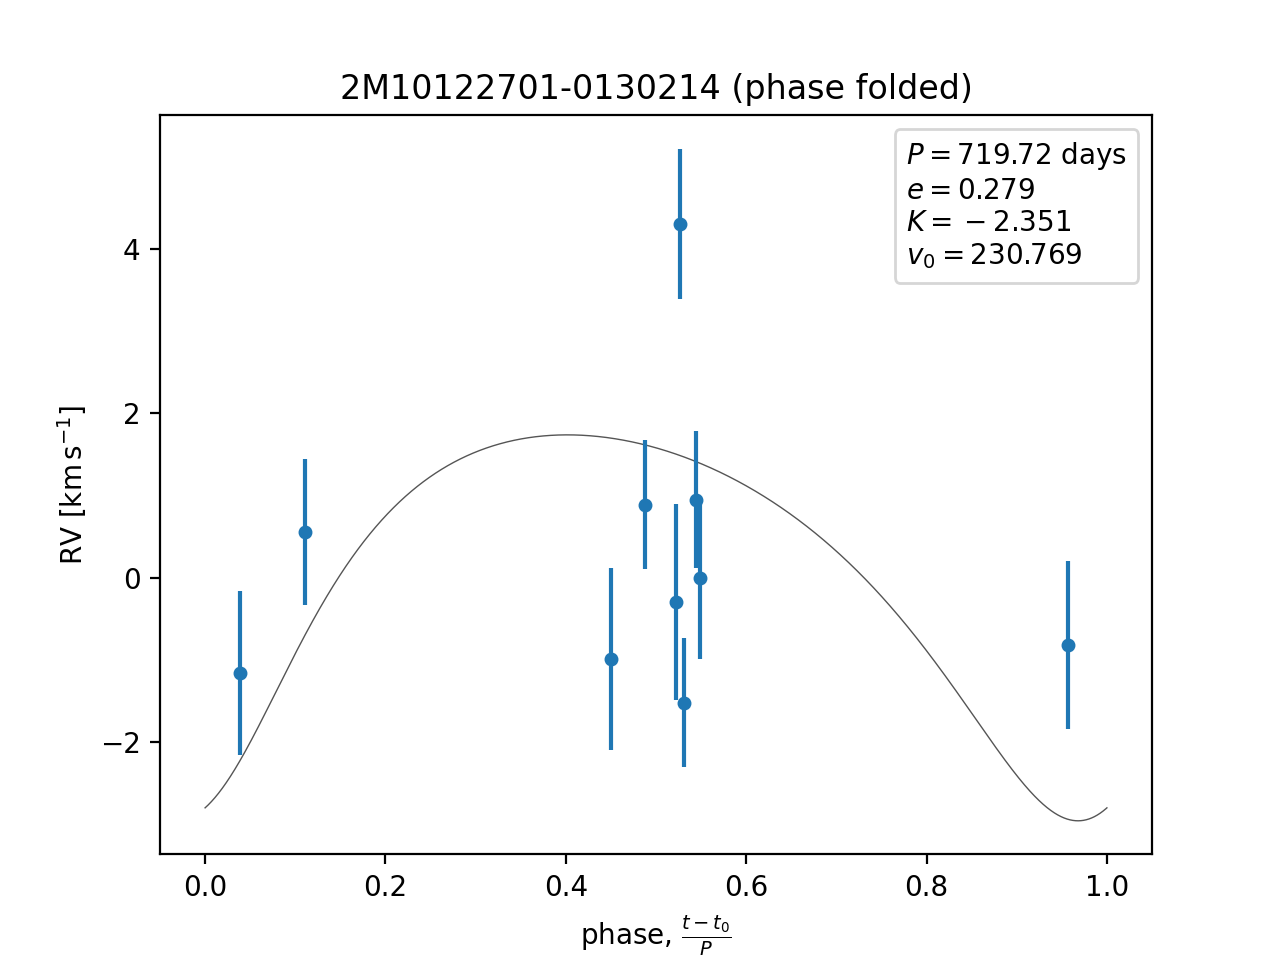 2M10122701-0130214 (phase folded)
P = 719.72 days
e = 0.279
K = −2.351
v₀ = 230.769
4
2
0
−2
RV [km s⁻¹]
0.0 0.2 0.4 0.6 0.8 1.0
phase, (t − t₀)/P